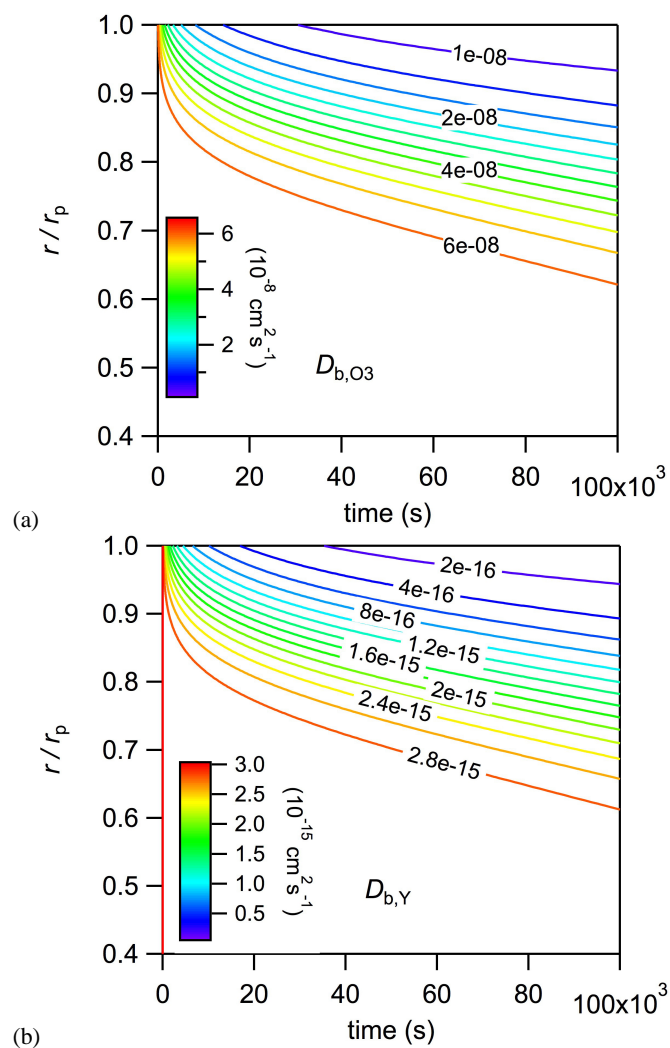 1.0
0.9
0.8
0.7
0.6
0.5
0.4
r / rp
1e-08
2e-08
4e-08
6e-08
6
4
2
(10-8 cm2s-1)
Db,O3
0
20
40
60
80
100x103
time (s)
(a)
1.0
0.9
0.8
0.7
0.6
0.5
0.4
r / rp
2e-16
4e-16
8e-16
1.2e-15
1.6e-15
2e-15
2.4e-15
2.8e-15
3.0
2.5
2.0
1.5
1.0
0.5
(10-15 cm2s-1)
Db,Y
0
20
40
60
80
100x103
time (s)
(b)